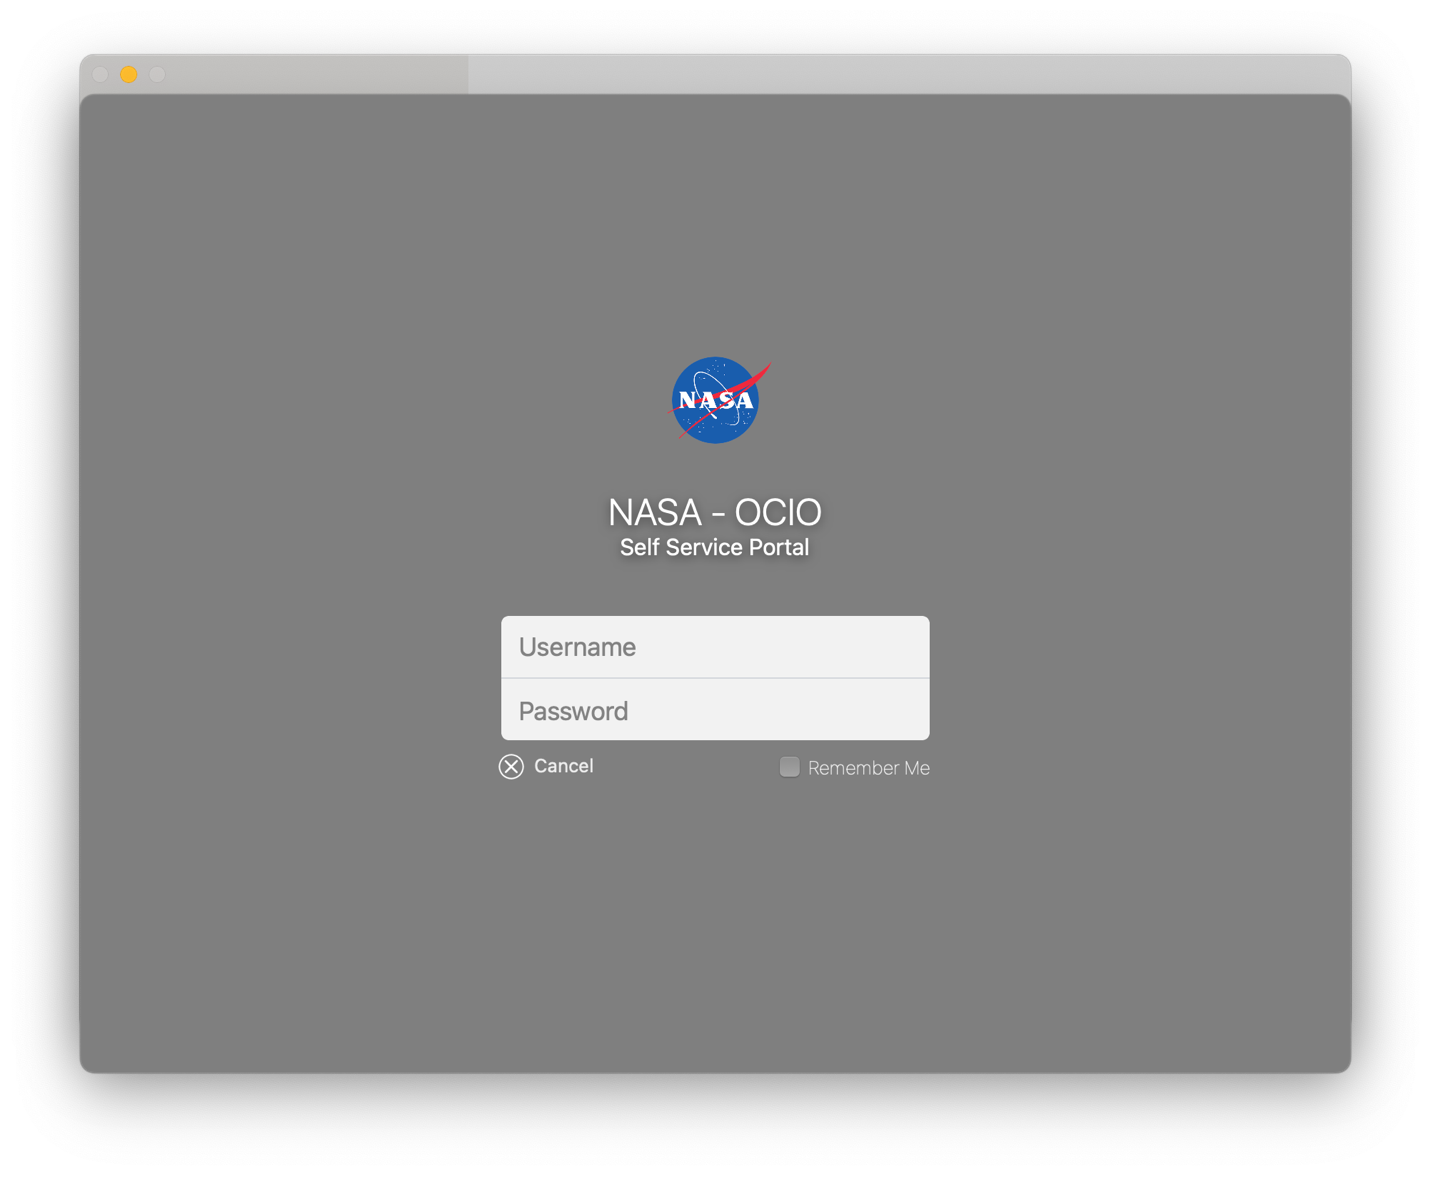 NASA
NASA - OCIO
Self Service Portal
Username
Password
Cancel
Remember Me